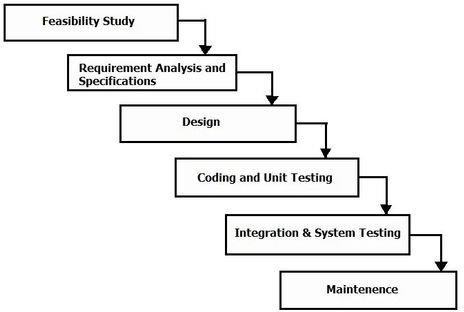 Feasibility Study
Requirement Analysis and
Specifications
Design
Coding and Unit Testing
Integration & System Testing
Maintenence